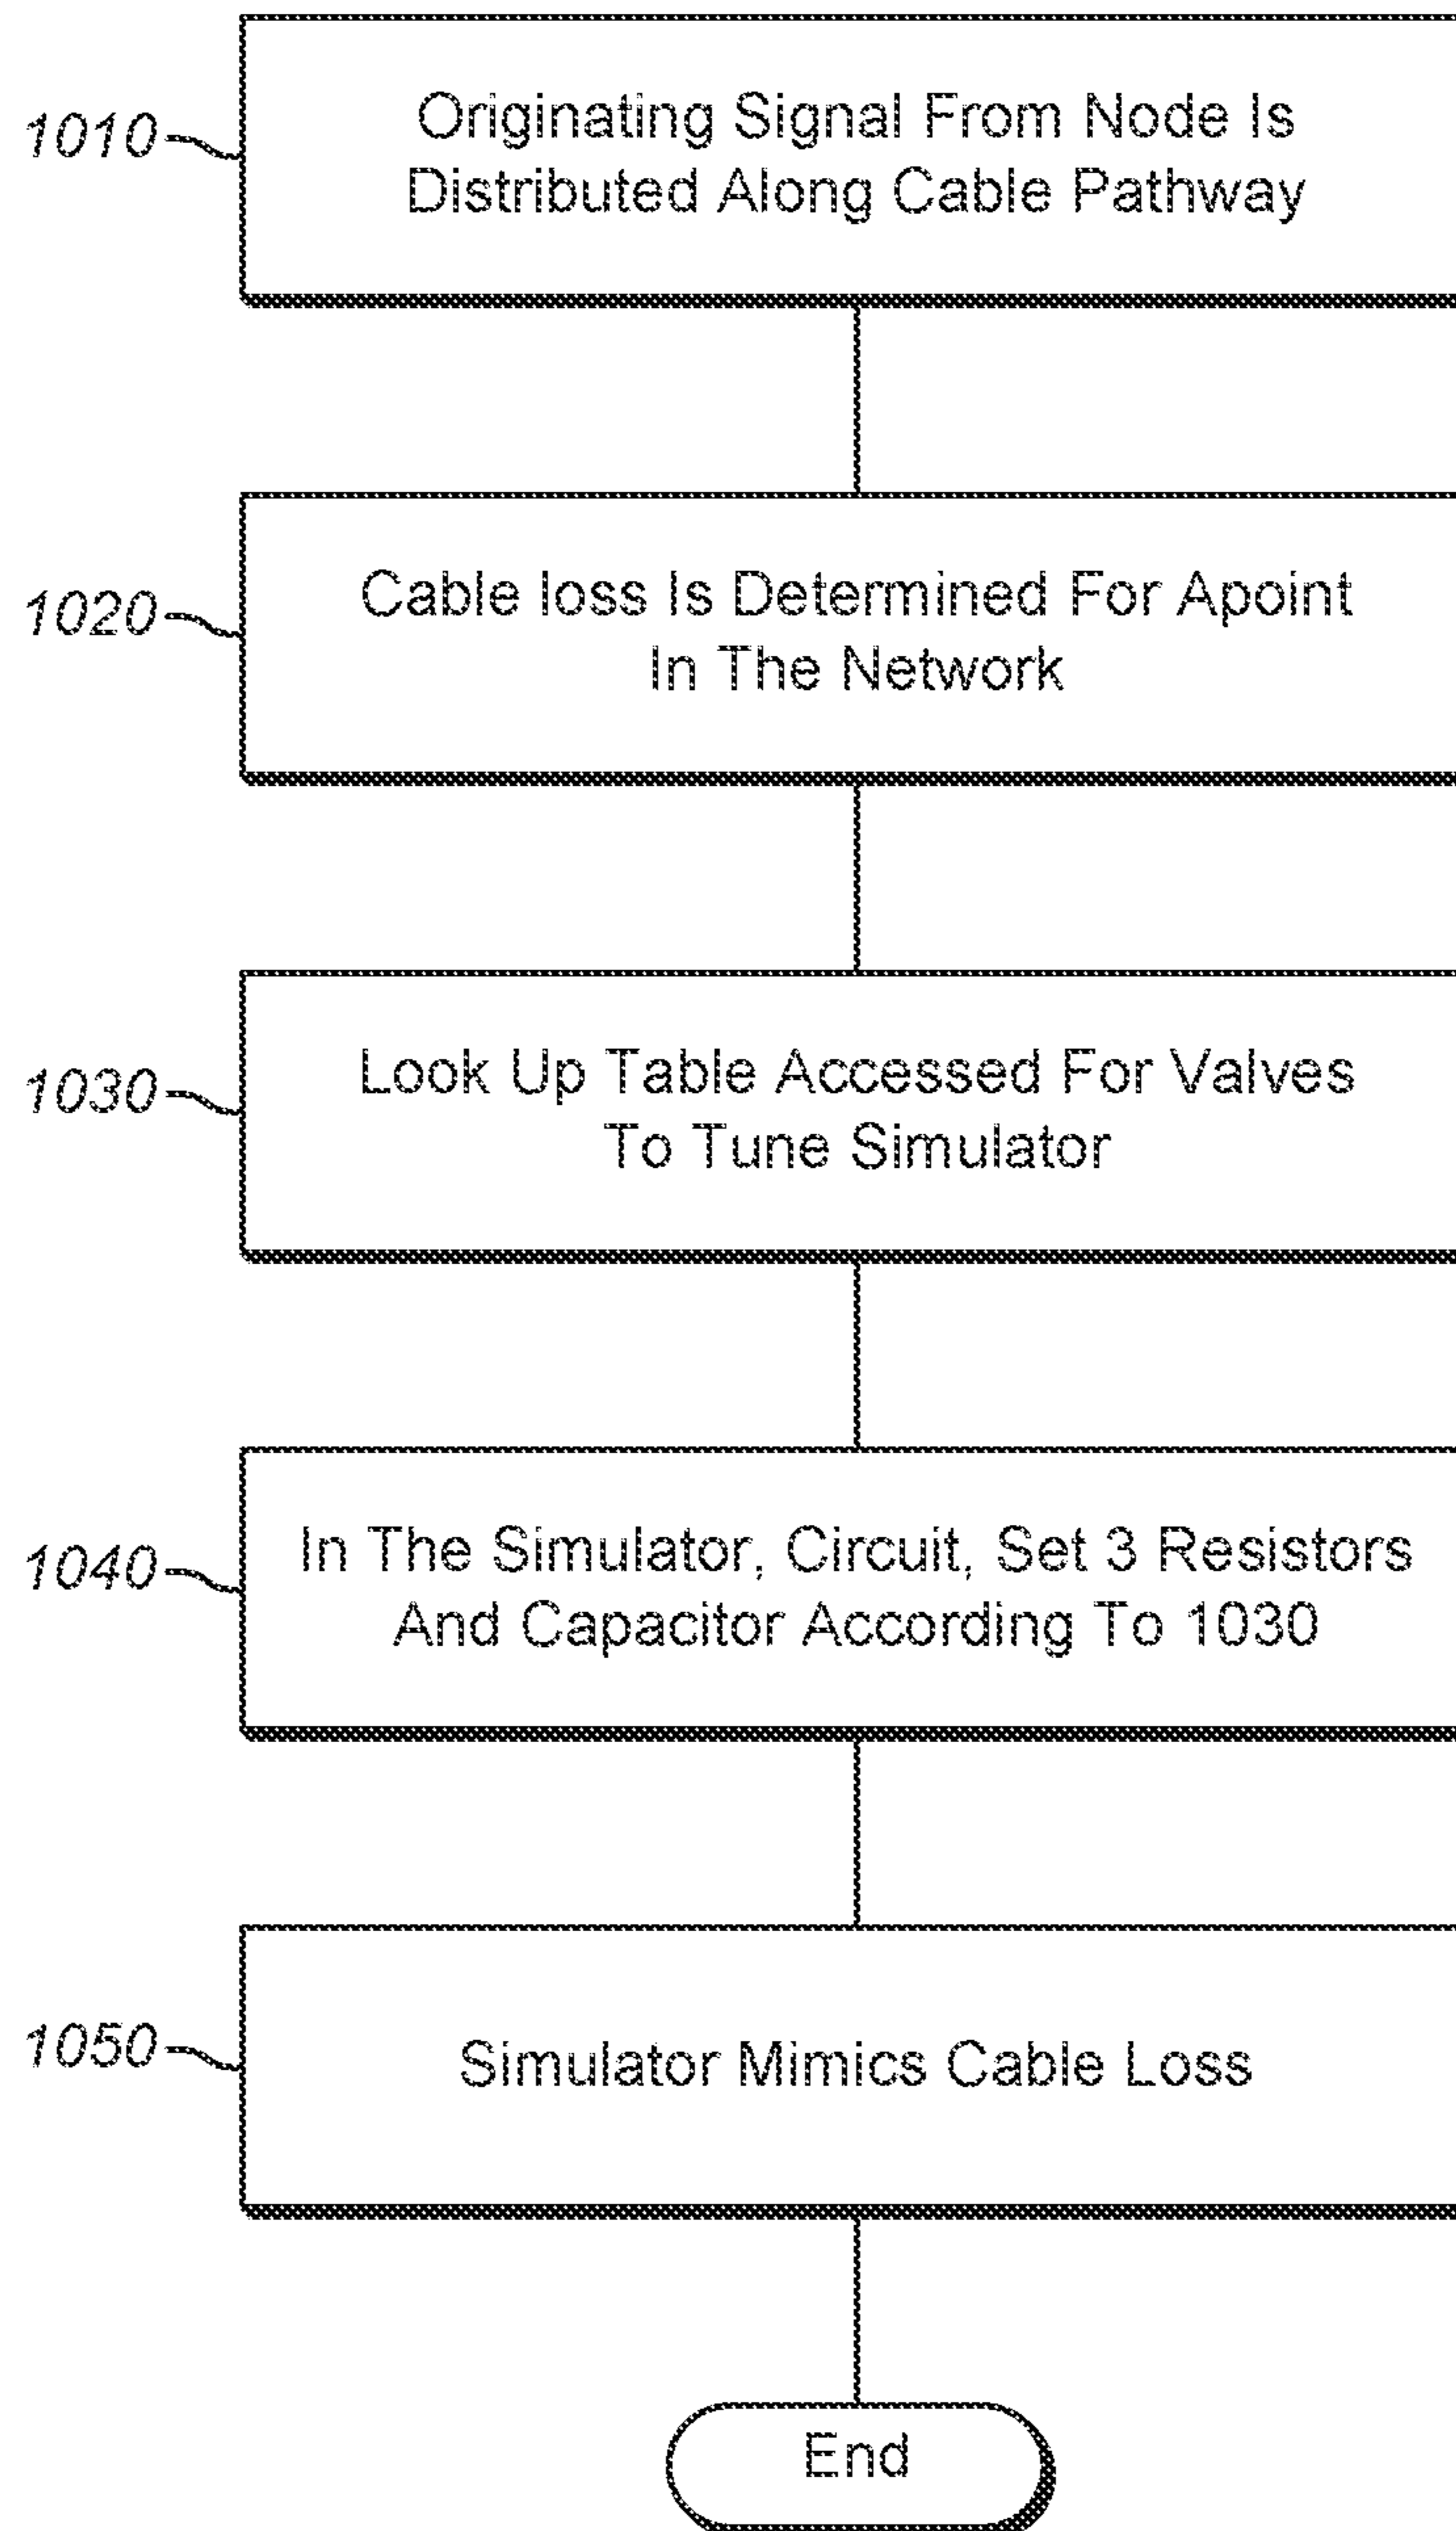 1010
Originating Signal From Node Is
Distributed Along Cable Pathway
1020
Cable loss Is Determined For Apoint
In The Network
1030
Look Up Table Accessed For Valves
To Tune Simulator
1040
In The Simulator, Circuit, Set 3 Resistors
And Capacitor According To 1030
1050
Simulator Mimics Cable Loss
End